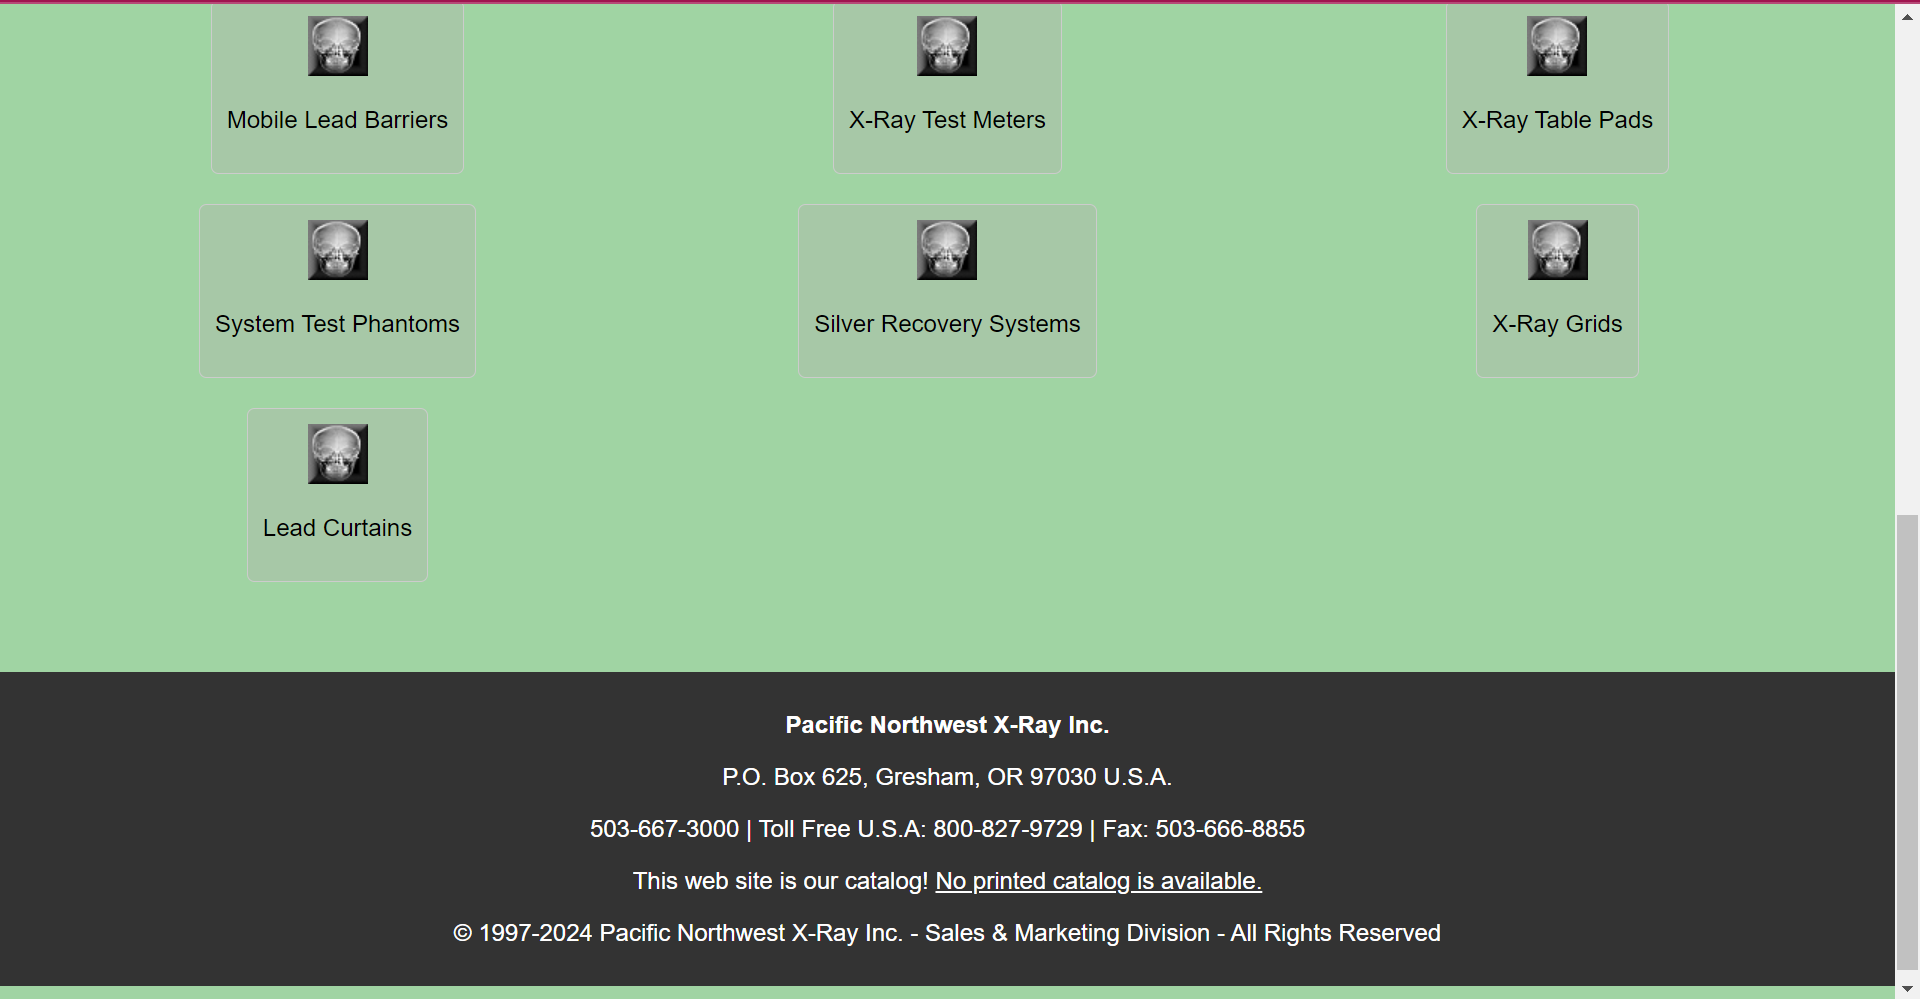 Mobile Lead Barriers
X-Ray Test Meters
X-Ray Table Pads
System Test Phantoms
Silver Recovery Systems
X-Ray Grids
Lead Curtains
Pacific Northwest X-Ray Inc.
P.O. Box 625, Gresham, OR 97030 U.S.A.
503-667-3000 | Toll Free U.S.A: 800-827-9729 | Fax: 503-666-8855
This web site is our catalog! No printed catalog is available.
© 1997-2024 Pacific Northwest X-Ray Inc. - Sales & Marketing Division - All Rights Reserved